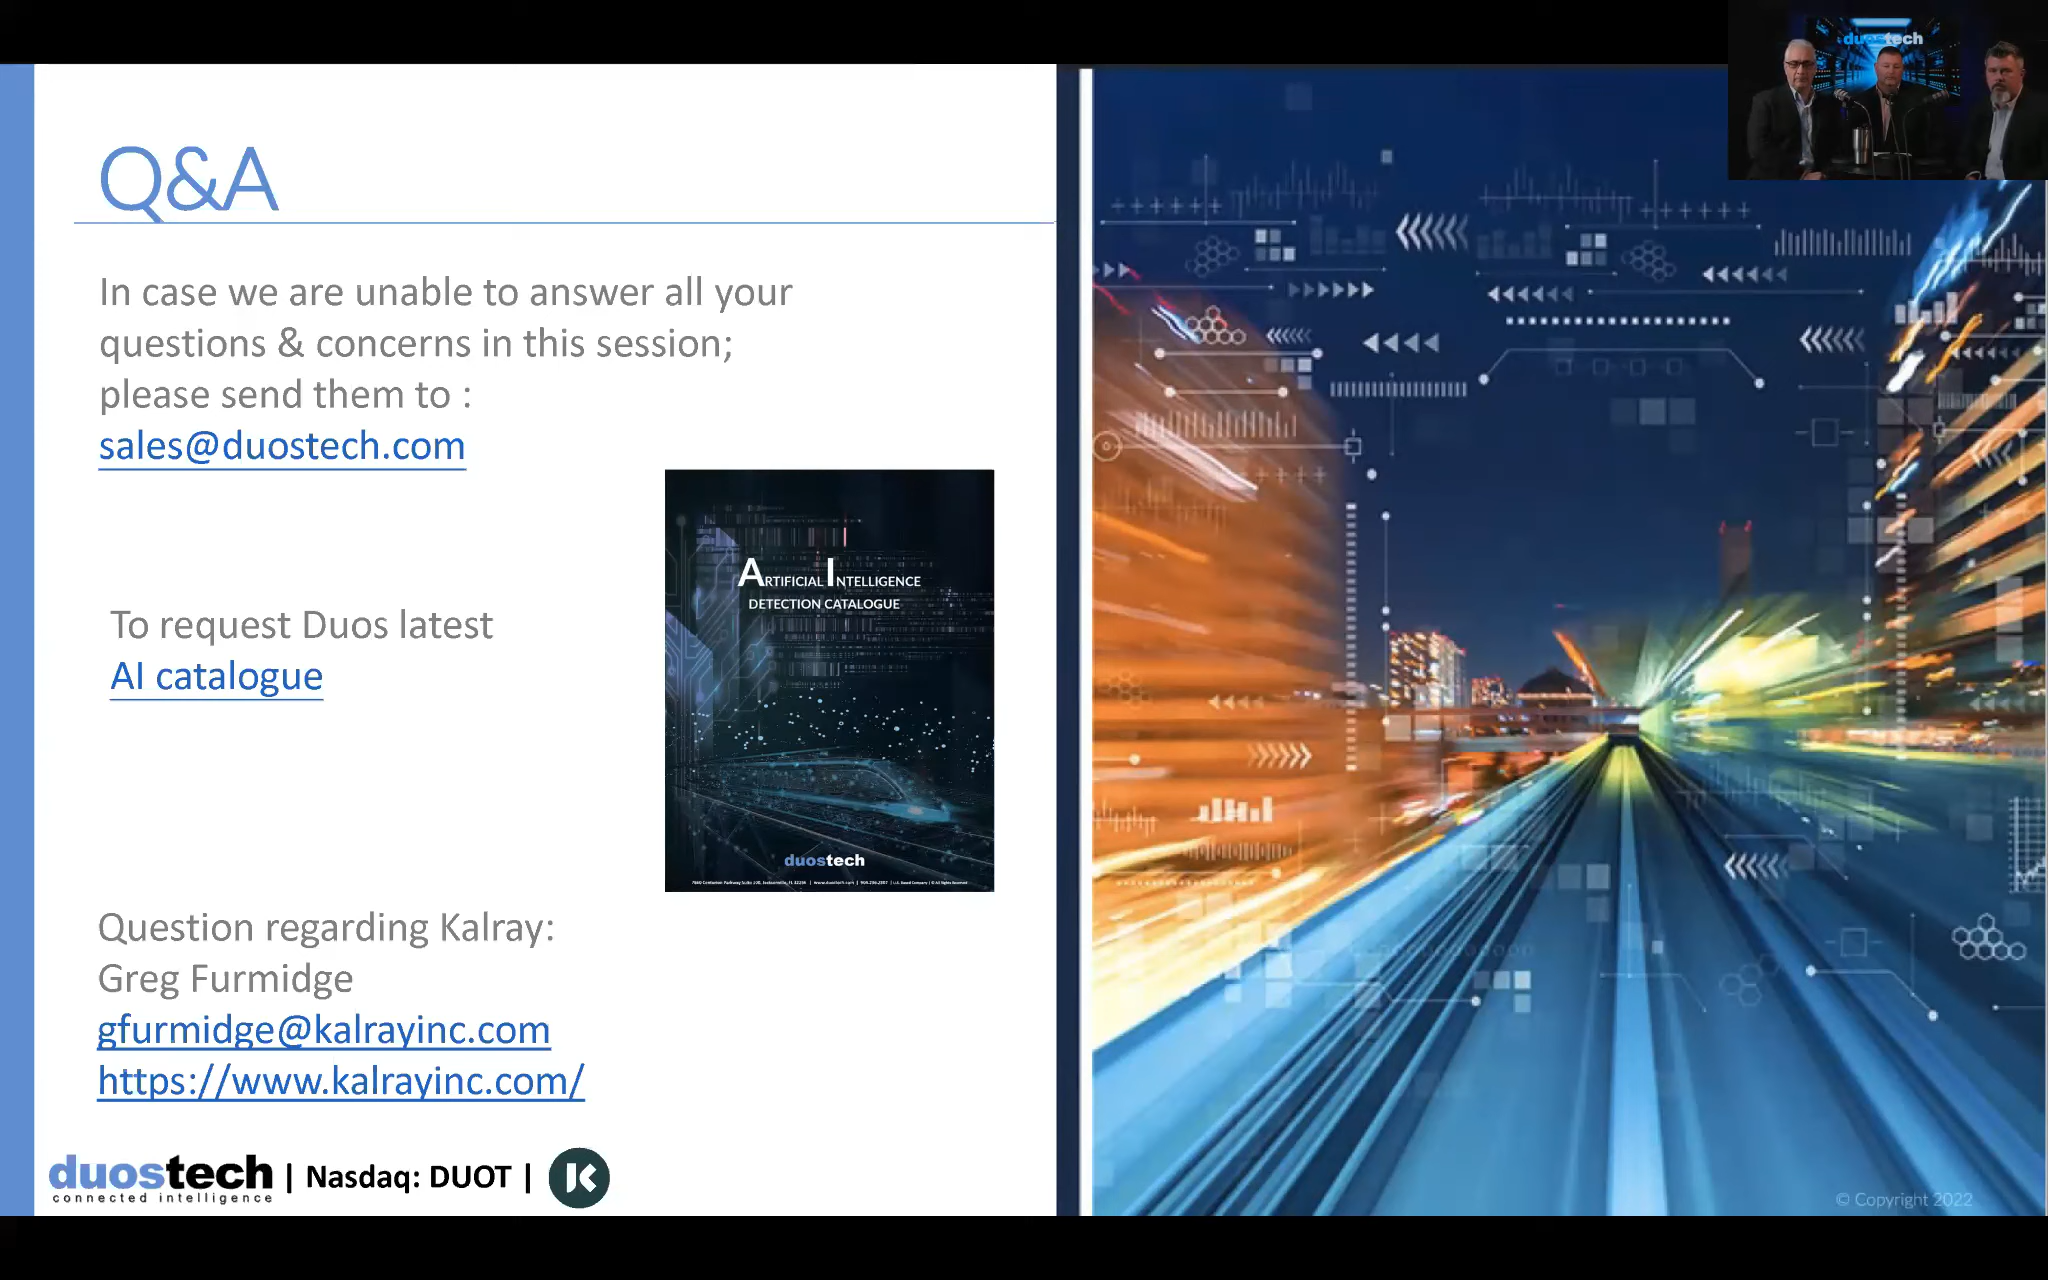 duostech
Q&A
In case we are unable to answer all your
questions & concerns in this session;
please send them to :
sales@duostech.com
ARTIFICIAL INTELLIGENCE
DETECTION CATALOGUE
To request Duos latest
AI catalogue
duostech
Question regarding Kalray:
Greg Furmidge
gfurmidge@kalrayinc.com
https://www.kalrayinc.com/
duostech | Nasdaq: DUOT |
connected intelligence
© Copyright 2022